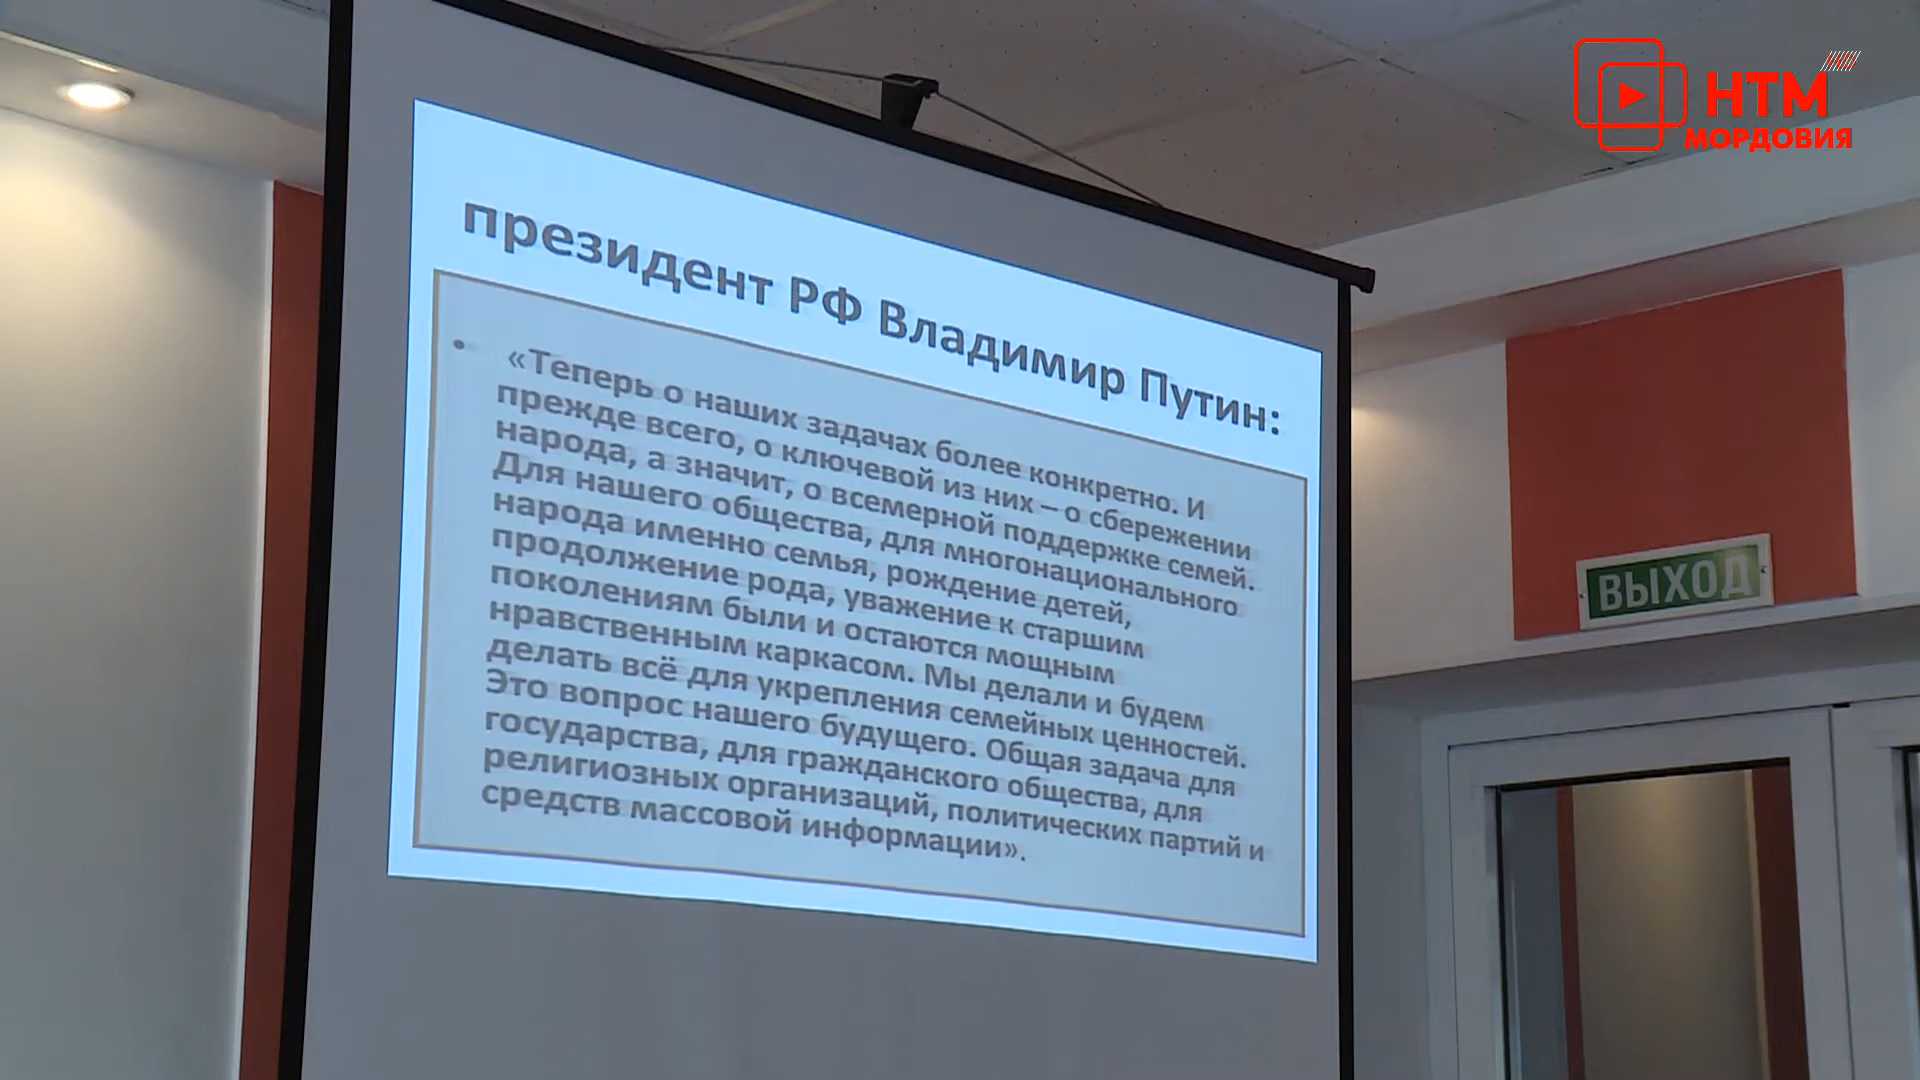 НТМ
МОРДОВИЯ
президент РФ Владимир Путин:
• «Теперь о наших задачах более конкретно. И
прежде всего, о ключевой из них – о сбережении
народа, а значит, о всемерной поддержке семей.
Для нашего общества, для многонационального
народа именно семья, рождение детей,
продолжение рода, уважение к старшим
поколениям были и остаются мощным
нравственным каркасом. Мы делали и будем
делать всё для укрепления семейных ценностей.
Это вопрос нашего будущего. Общая задача для
государства, для гражданского общества, для
религиозных организаций, политических партий и
средств массовой информации».
ВЫХОД